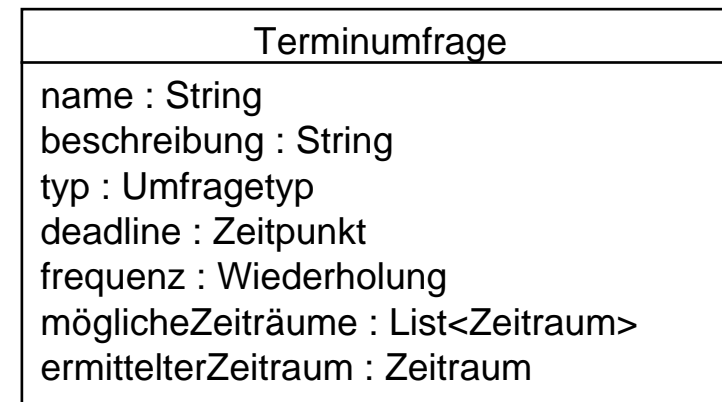 Terminumfrage
name : String
beschreibung : String
typ : Umfragetyp
deadline : Zeitpunkt
frequenz : Wiederholung
möglicheZeiträume : List<Zeitraum>
ermittelterZeitraum : Zeitraum